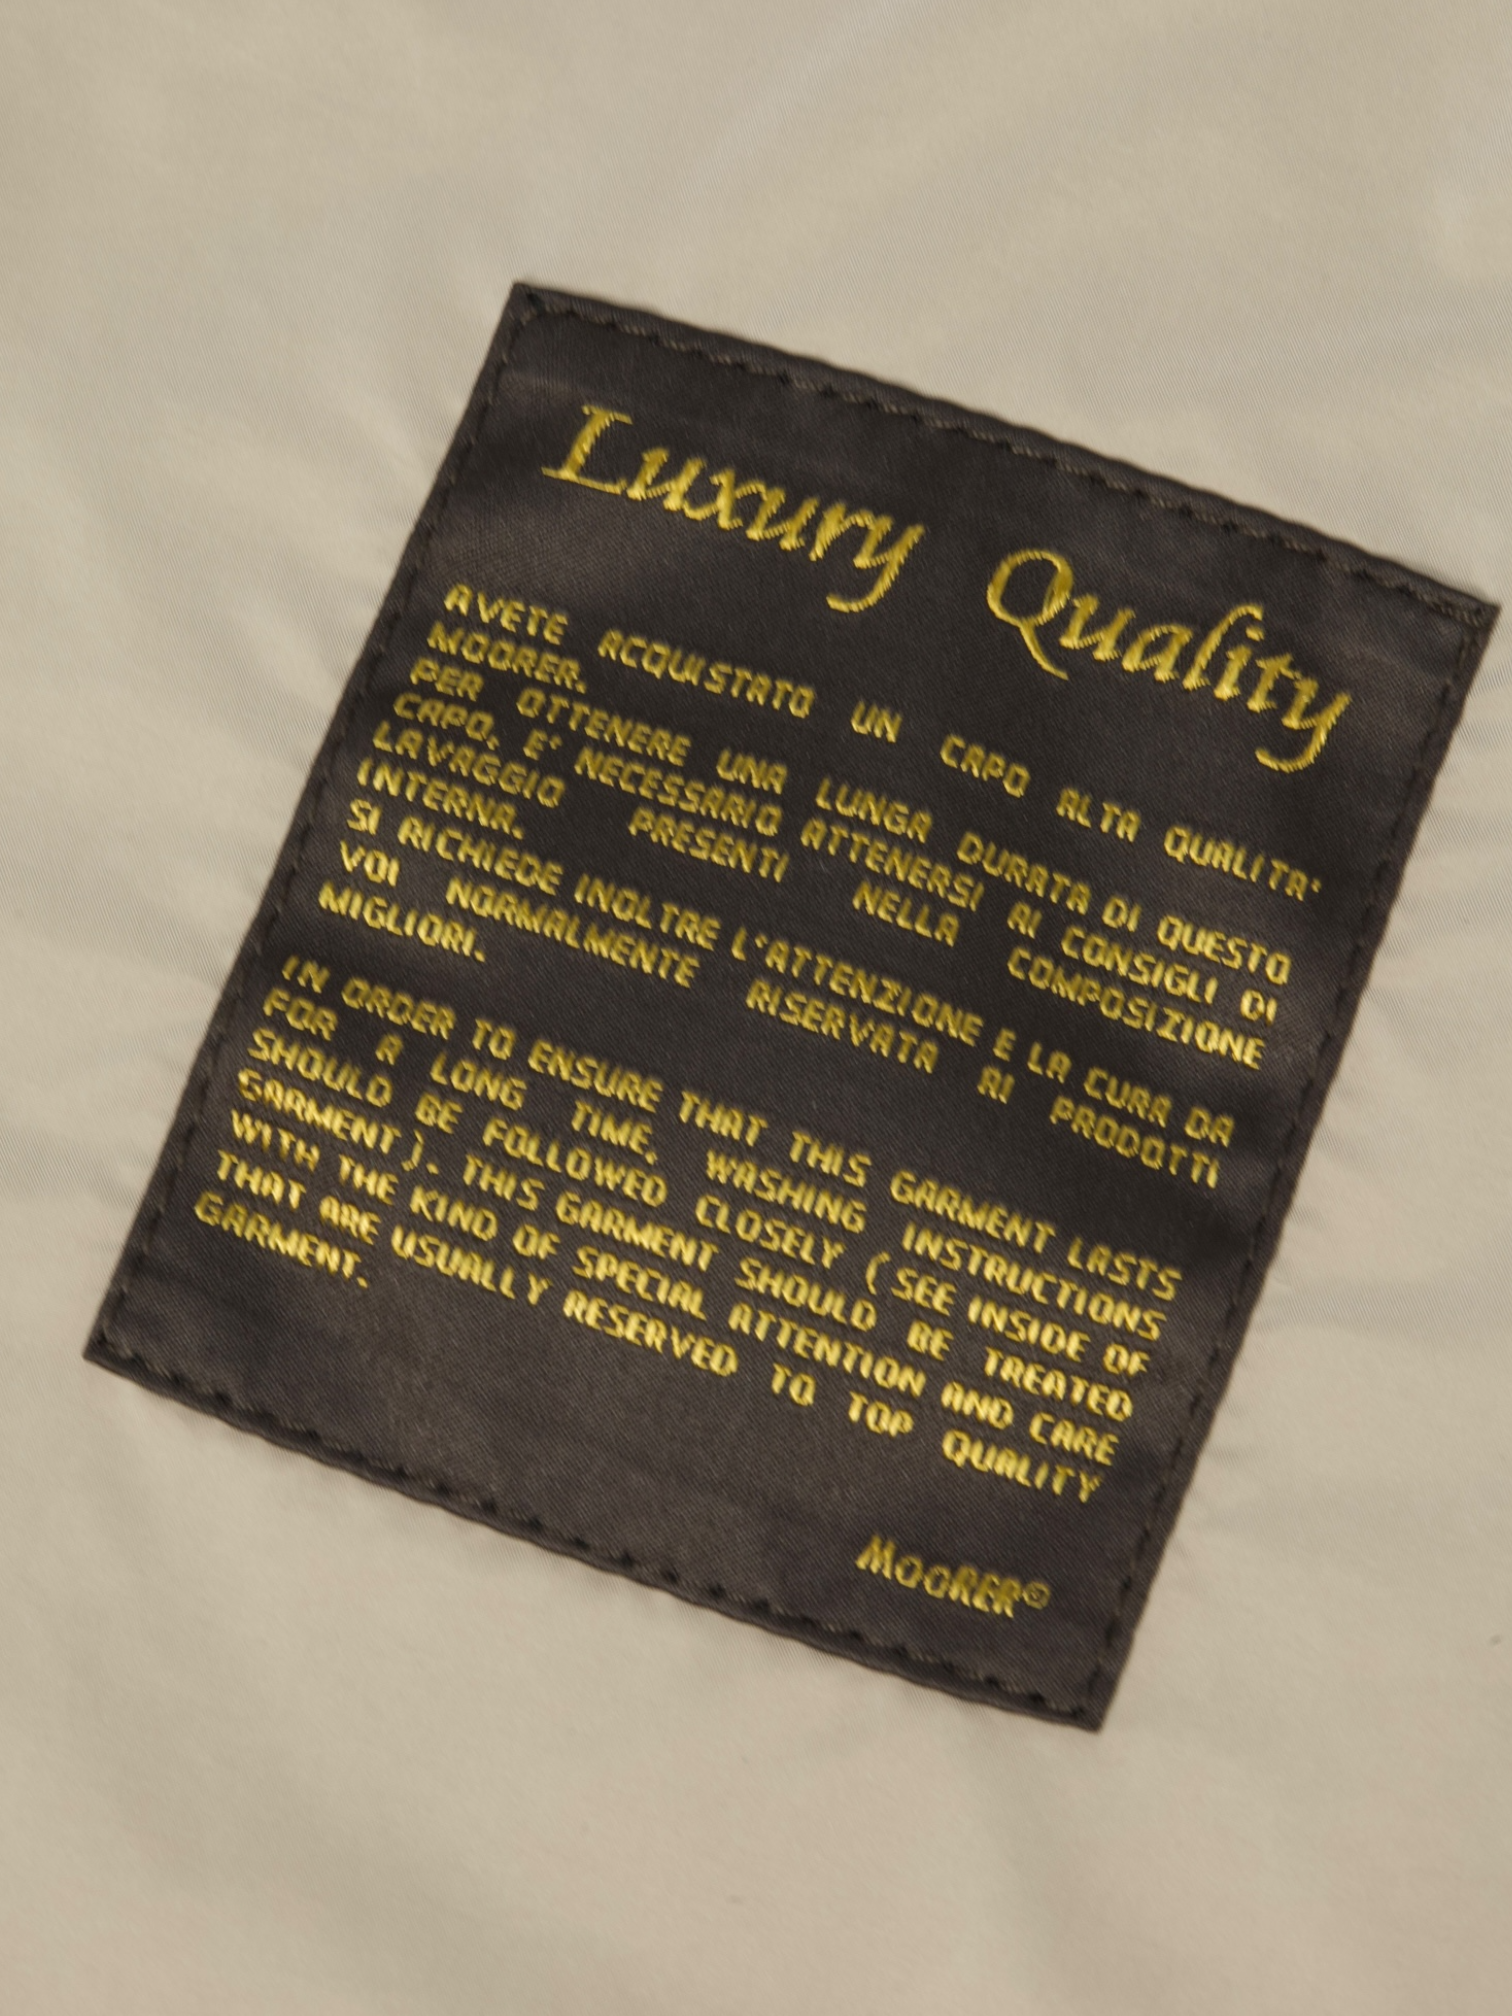 Luxury Quality
AVETE ACQUISTATO UN CAPO ALTA QUALITA'
MOORER.
PER OTTENERE UNA LUNGA DURATA DI QUESTO
CAPO, E' NECESSARIO ATTENERSI AI CONSIGLI DI
LAVAGGIO PRESENTI NELLA COMPOSIZIONE
INTERNA.
SI RICHIEDE INOLTRE L'ATTENZIONE E LA CURA DA
VOI NORMALMENTE RISERVATA AI PRODOTTI
MIGLIORI.
IN ORDER TO ENSURE THAT THIS GARMENT LASTS
FOR A LONG TIME, WASHING INSTRUCTIONS
SHOULD BE FOLLOWED CLOSELY (SEE INSIDE OF
GARMENT). THIS GARMENT SHOULD BE TREATED
WITH THE KIND OF SPECIAL ATTENTION AND CARE
THAT ARE USUALLY RESERVED TO TOP QUALITY
GARMENT.
MOORER®